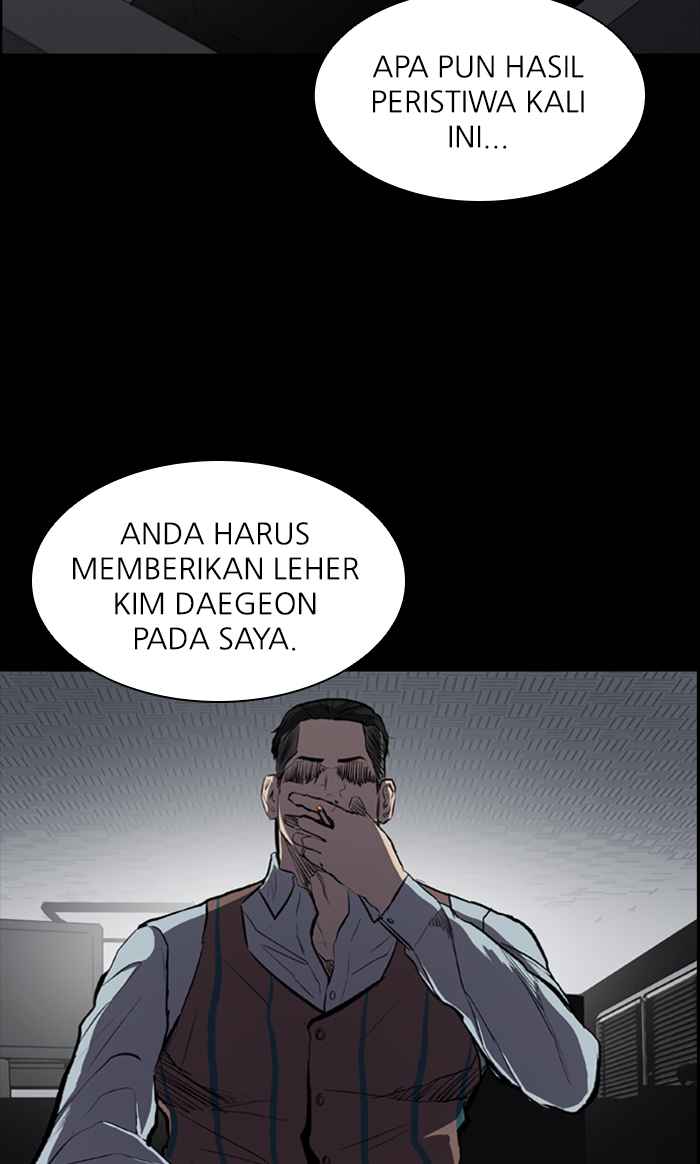 APA PUN HASIL
PERISTIWA KALI
INI...
ANDA HARUS
MEMBERIKAN LEHER
KIM DAEGEON
PADA SAYA.